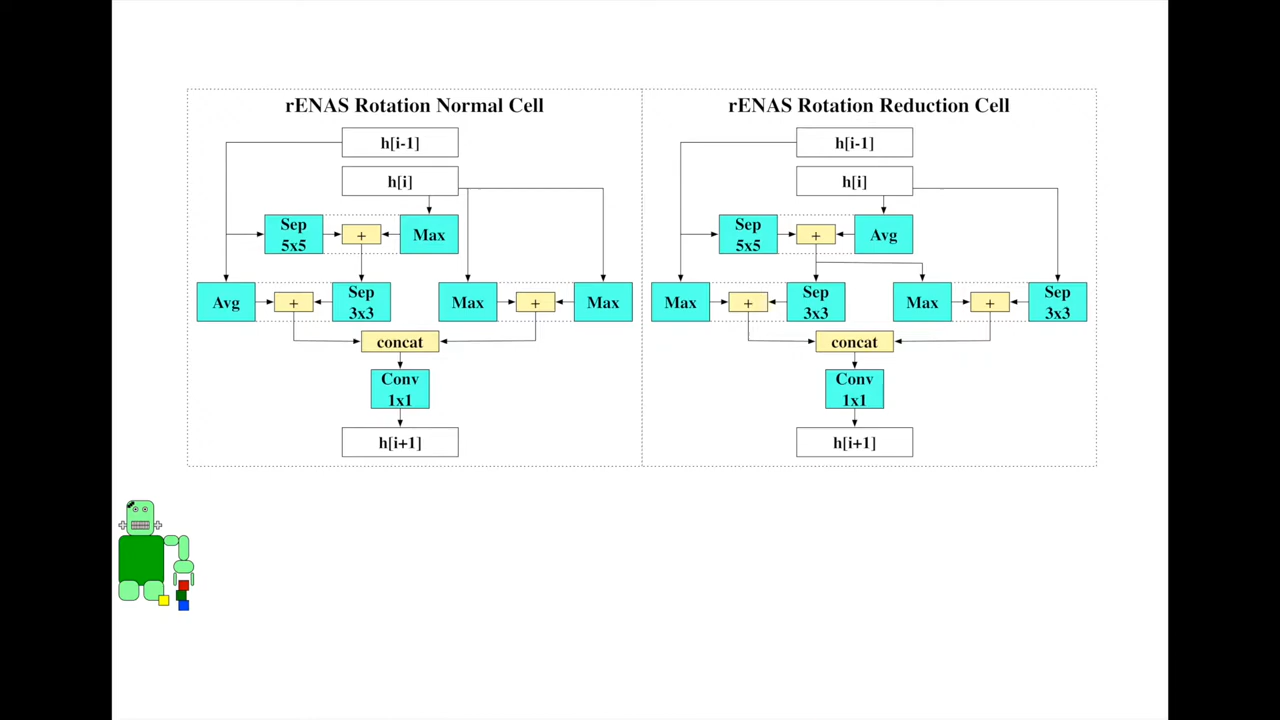 rENAS Rotation Normal Cell
h[i-1]
h[i]
Sep
5x5
+
Max
Avg
+
Sep
3x3
Max
+
Max
concat
Conv
1x1
h[i+1]
rENAS Rotation Reduction Cell
h[i-1]
h[i]
Sep
5x5
+
Avg
Max
+
Sep
3x3
Max
+
Sep
3x3
concat
Conv
1x1
h[i+1]